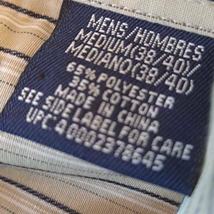 MENS/HOMBRES
MEDIUM(38/40)/
MEDIANO(38/40)
65% POLYESTER
35% COTTON
MADE IN CHINA
SEE SIDE LABEL FOR CARE
UPC 40002378645